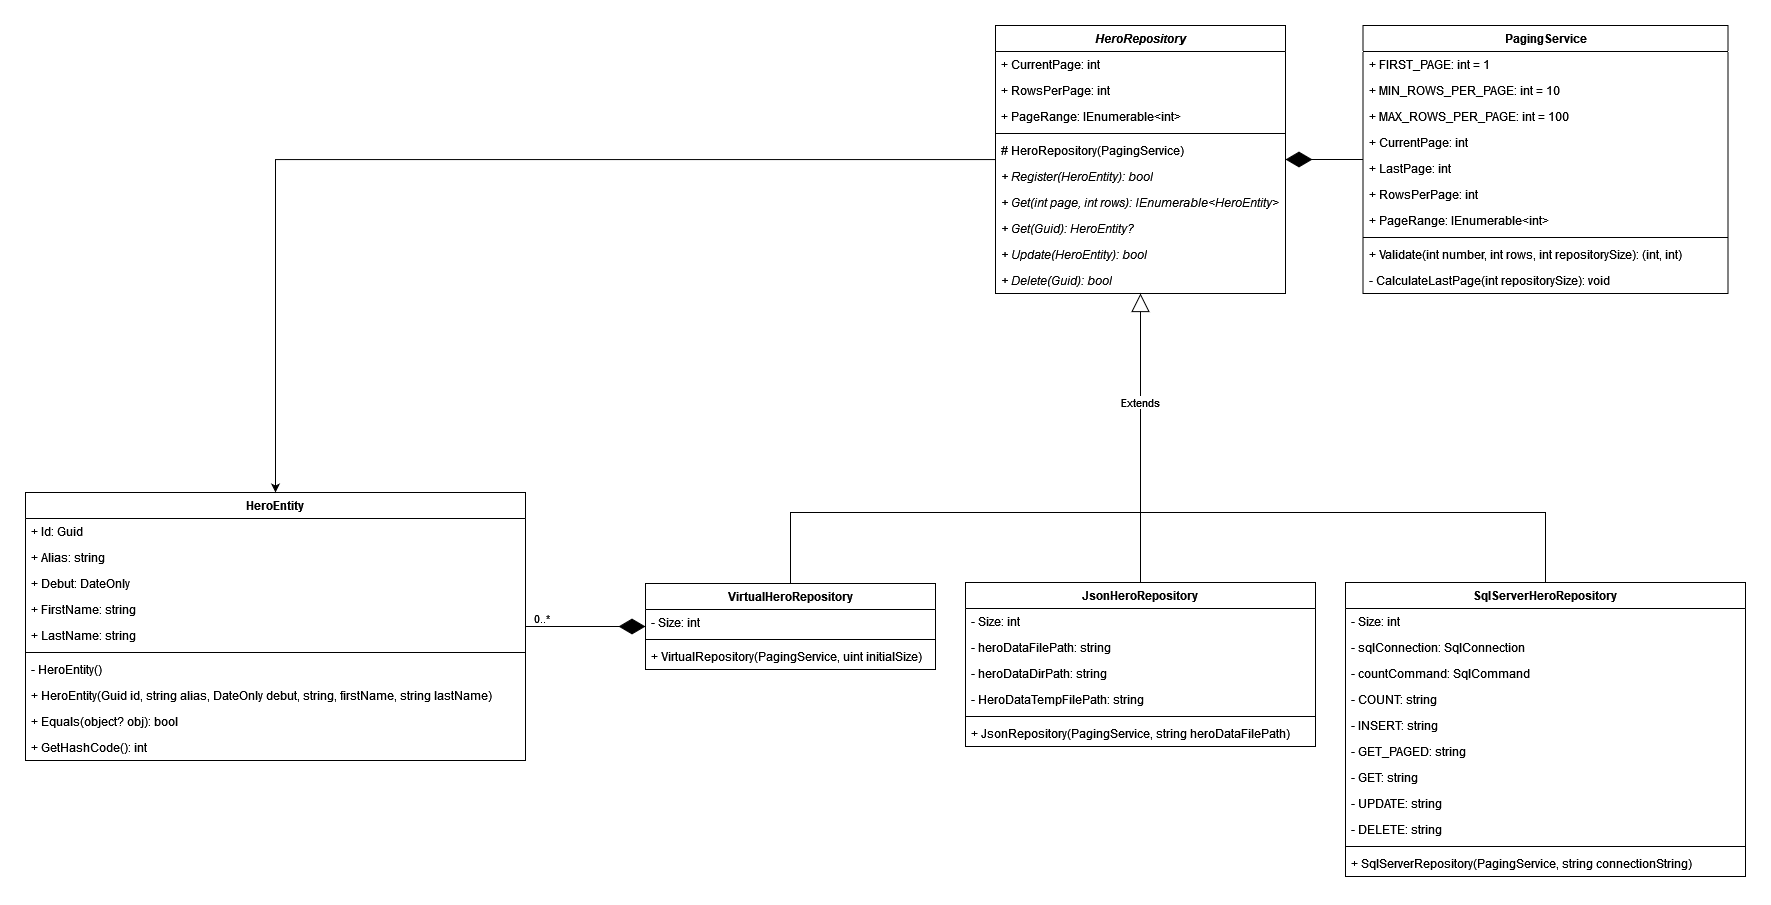 HeroRepository
+ CurrentPage: int
+ RowsPerPage: int
+ PageRange: IEnumerable<int>
# HeroRepository(PagingService)
+ Register(HeroEntity): bool
+ Get(int page, int rows): IEnumerable<HeroEntity>
+ Get(Guid): HeroEntity?
+ Update(HeroEntity): bool
+ Delete(Guid): bool
PagingService
+ FIRST_PAGE: int = 1
+ MIN_ROWS_PER_PAGE: int = 10
+ MAX_ROWS_PER_PAGE: int = 100
+ CurrentPage: int
+ LastPage: int
+ RowsPerPage: int
+ PageRange: IEnumerable<int>
+ Validate(int number, int rows, int repositorySize): (int, int)
- CalculateLastPage(int repositorySize): void
Extends
HeroEntity
+ Id: Guid
+ Alias: string
+ Debut: DateOnly
+ FirstName: string
+ LastName: string
- HeroEntity()
+ HeroEntity(Guid id, string alias, DateOnly debut, string, firstName, string lastName)
+ Equals(object? obj): bool
+ GetHashCode(): int
0..*
VirtualHeroRepository
- Size: int
+ VirtualRepository(PagingService, uint initialSize)
JsonHeroRepository
- Size: int
- heroDataFilePath: string
- heroDataDirPath: string
- HeroDataTempFilePath: string
+ JsonRepository(PagingService, string heroDataFilePath)
SqlServerHeroRepository
- Size: int
- sqlConnection: SqlConnection
- countCommand: SqlCommand
- COUNT: string
- INSERT: string
- GET_PAGED: string
- GET: string
- UPDATE: string
- DELETE: string
+ SqlServerRepository(PagingService, string connectionString)